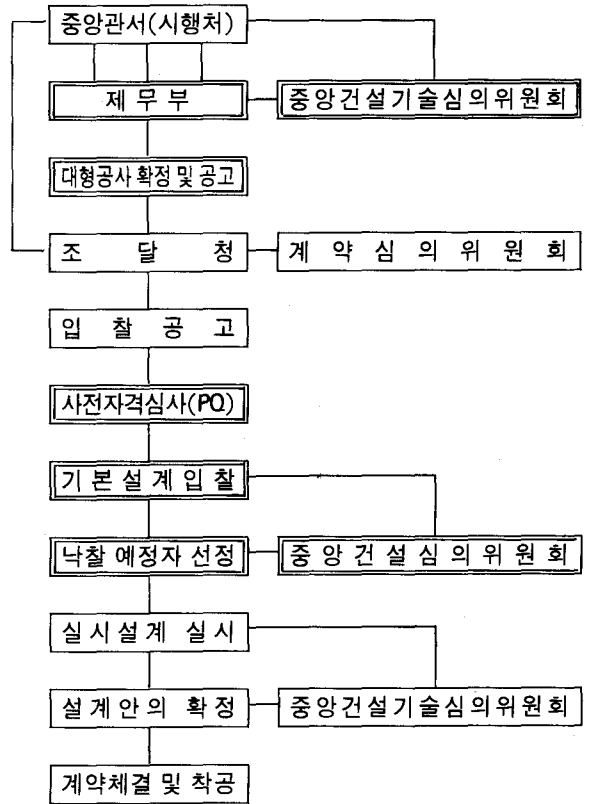 중앙관서(시행처)
제 무 부
중앙건설기술심의위원회
대형공사 확정 및 공고
조 달 청
계 약 심 의 위 원 회
입 찰 공 고
사전자격심사(PQ)
기 본 설 계 입 찰
낙찰 예정자 선정
중 앙 건 설 심 의 위 원 회
실 시 설 계 실 시
설 계 안 의 확 정
중앙건설기술심의위원회
계약체결 및 착공